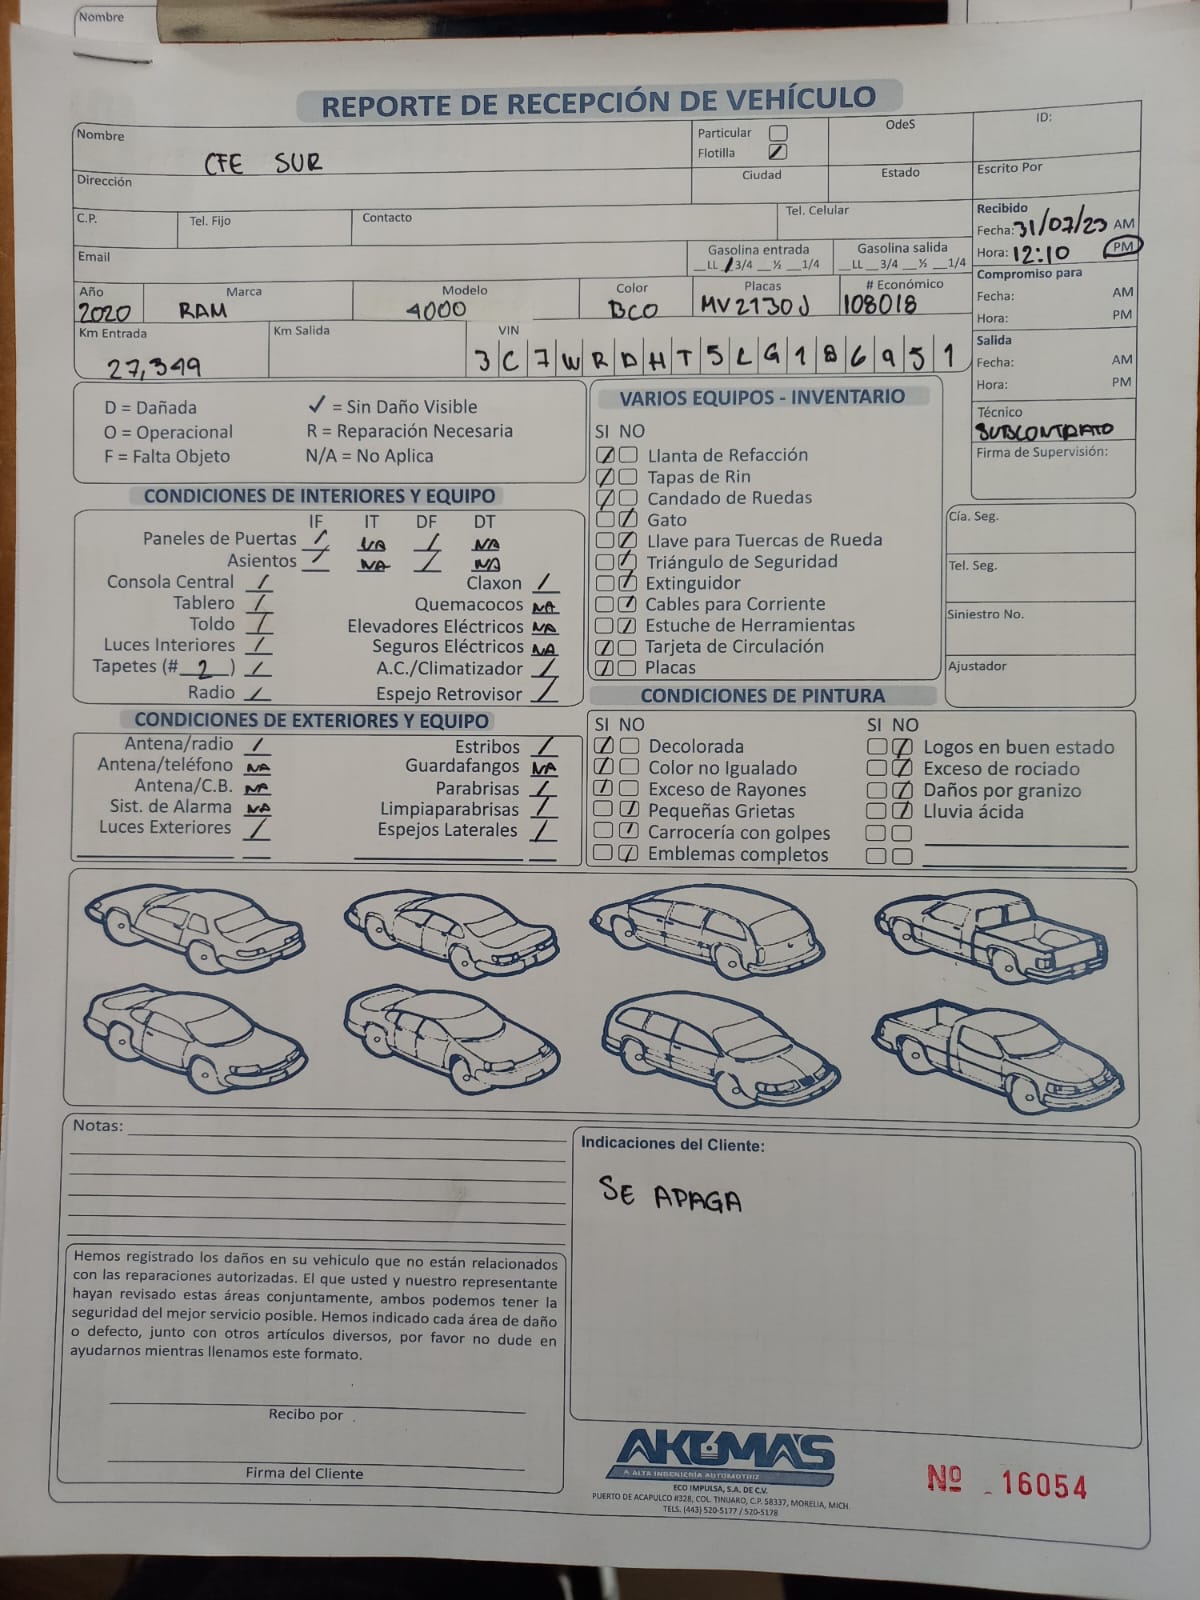 Nombre
REPORTE DE RECEPCIÓN DE VEHÍCULO
Nombre CFE SUR
Particular
Flotilla /
OdeS
ID:
Dirección
Ciudad
Estado
Escrito Por
C.P.
Tel. Fijo
Contacto
Tel. Celular
Recibido
Fecha: 31/07/23 AM
Hora: 12:10 PM
Email
Gasolina entrada
__LL / 3/4 __½ __1/4
Gasolina salida
__LL __3/4 __½ __1/4
Compromiso para
Fecha: AM
Hora: PM
Año 2020
Marca RAM
Modelo 4000
Color BCO
Placas MV2130J
# Económico 108018
Km Entrada 27,349
Km Salida
VIN 3C7WRDHT5LG186951
Salida
Fecha: AM
Hora: PM
Técnico
SUBCONTRATO
Firma de Supervisión:
D = Dañada
✓ = Sin Daño Visible
O = Operacional
R = Reparación Necesaria
F = Falta Objeto
N/A = No Aplica
CONDICIONES DE INTERIORES Y EQUIPO
IF IT DF DT
Paneles de Puertas / NA / NA
Asientos / NA / NA
Consola Central /
Claxon /
Tablero /
Quemacocos NA
Toldo /
Elevadores Eléctricos NA
Luces Interiores /
Seguros Eléctricos NA
Tapetes (# 2 ) /
A.C./Climatizador /
Radio /
Espejo Retrovisor /
VARIOS EQUIPOS - INVENTARIO
SI NO
Llanta de Refacción
Tapas de Rin
Candado de Ruedas
Gato
Llave para Tuercas de Rueda
Triángulo de Seguridad
Extinguidor
Cables para Corriente
Estuche de Herramientas
Tarjeta de Circulación
Placas
Cía. Seg.
Tel. Seg.
Siniestro No.
Ajustador
CONDICIONES DE EXTERIORES Y EQUIPO
Antena/radio /
Estribos /
Antena/teléfono NA
Guardafangos NA
Antena/C.B. NA
Parabrisas /
Sist. de Alarma NA
Limpiaparabrisas /
Luces Exteriores /
Espejos Laterales /
CONDICIONES DE PINTURA
SI NO
SI NO
Decolorada
Logos en buen estado
Color no Igualado
Exceso de rociado
Exceso de Rayones
Daños por granizo
Pequeñas Grietas
Lluvia ácida
Carrocería con golpes
Emblemas completos
Notas:
Indicaciones del Cliente:
SE APAGA
Hemos registrado los daños en su vehiculo que no están relacionados
con las reparaciones autorizadas. El que usted y nuestro representante
hayan revisado estas áreas conjuntamente, ambos podemos tener la
seguridad del mejor servicio posible. Hemos indicado cada área de daño
o defecto, junto con otros artículos diversos, por favor no dude en
ayudarnos mientras llenamos este formato.
Recibo por
Firma del Cliente
AKUMA'S
A ALTA INGENIERÍA AUTOMOTRIZ
ECO IMPULSA, S.A. DE C.V.
PUERTO DE ACAPULCO #328, COL. TINIJARO, C.P. 58337, MORELIA, MICH.
TELS. (443) 520-5177 / 520-5178
Nº 16054